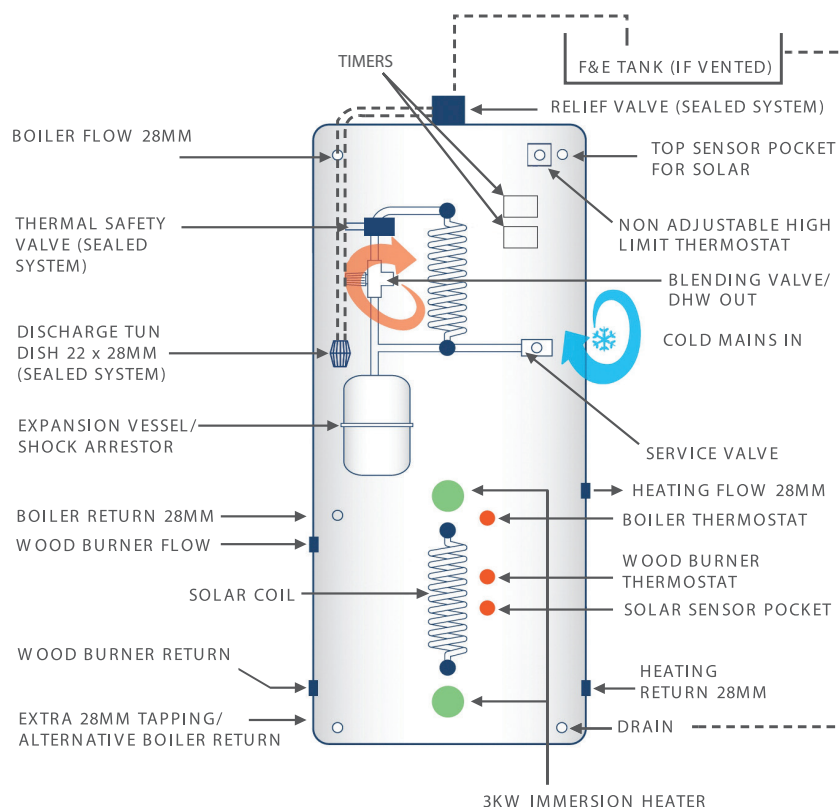 TIMERS
F&E TANK (IF VENTED)
RELIEF VALVE (SEALED SYSTEM)
BOILER FLOW 28MM
TOP SENSOR POCKET
FOR SOLAR
THERMAL SAFETY
VALVE (SEALED
SYSTEM)
NON ADJUSTABLE HIGH
LIMIT THERMOSTAT
BLENDING VALVE/
DHW OUT
DISCHARGE TUN
DISH 22 x 28MM
(SEALED SYSTEM)
COLD MAINS IN
EXPANSION VESSEL/
SHOCK ARRESTOR
SERVICE VALVE
HEATING FLOW 28MM
BOILER RETURN 28MM
BOILER THERMOSTAT
WOOD BURNER FLOW
WOOD BURNER
THERMOSTAT
SOLAR COIL
SOLAR SENSOR POCKET
WOOD BURNER RETURN
HEATING
RETURN 28MM
EXTRA 28MM TAPPING/
ALTERNATIVE BOILER RETURN
DRAIN
3KW IMMERSION HEATER